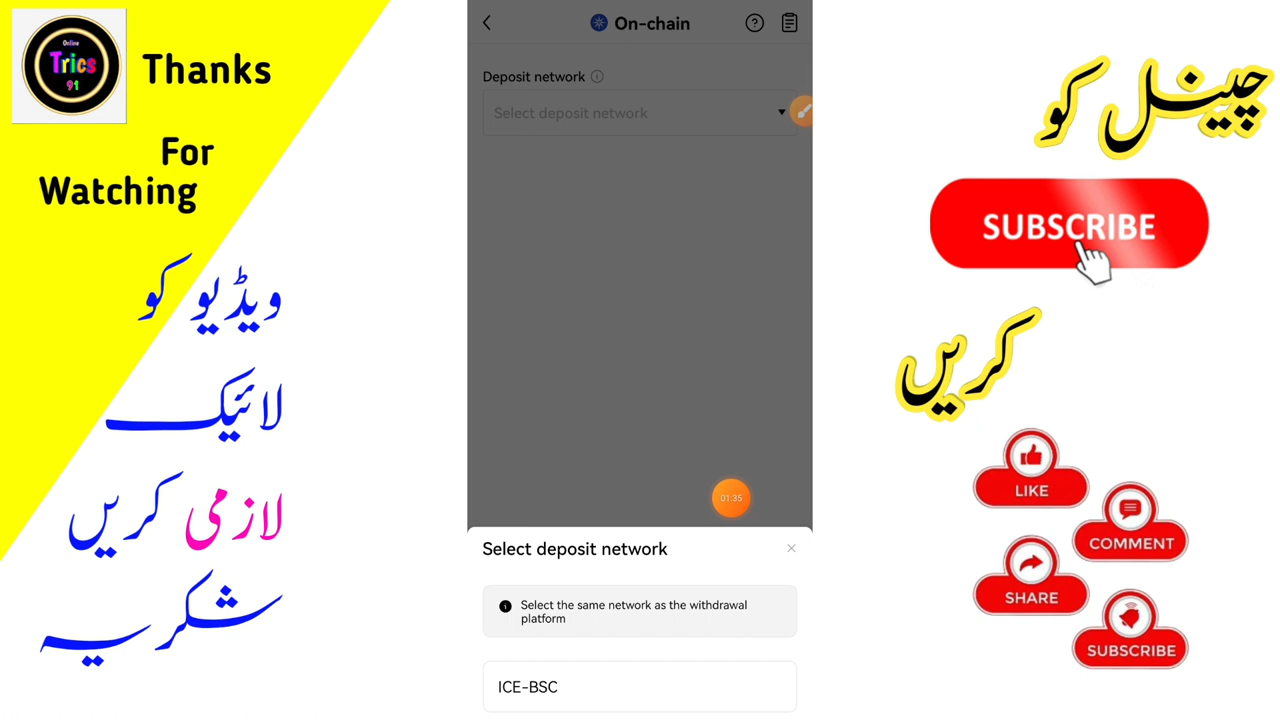 Online
Trics
91
Thanks
For
Watching
ویڈیو کو
لائیک
لازمی کریں
شکریہ
On-chain
Deposit network
Select deposit network
01:35
Select deposit network
Select the same network as the withdrawal
platform
ICE-BSC
چینل کو
SUBSCRIBE
کریں
LIKE
COMMENT
SHARE
SUBSCRIBE